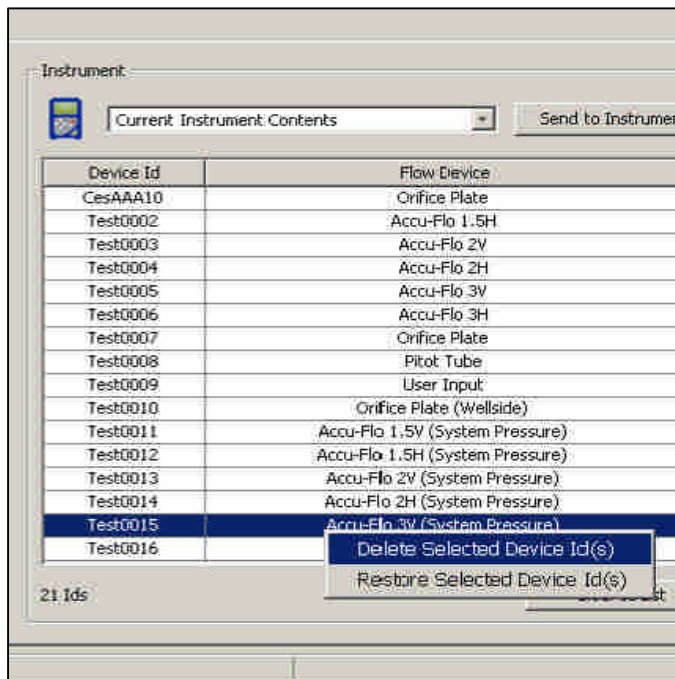 Instrument
Current Instrument Contents
Send to Instrumen
Device Id Flow Device
CesAAA10 Orifice Plate
Test0002 Accu-Flo 1.5H
Test0003 Accu-Flo 2V
Test0004 Accu-Flo 2H
Test0005 Accu-Flo 3V
Test0006 Accu-Flo 3H
Test0007 Orifice Plate
Test0008 Pitot Tube
Test0009 User Input
Test0010 Orifice Plate (Wellside)
Test0011 Accu-Flo 1.5V (System Pressure)
Test0012 Accu-Flo 1.5H (System Pressure)
Test0013 Accu-Flo 2V (System Pressure)
Test0014 Accu-Flo 2H (System Pressure)
Test0015 Accu-Flo 3V (System Pressure)
Test0016
Delete Selected Device Id(s)
Restore Selected Device Id(s)
21 Ids